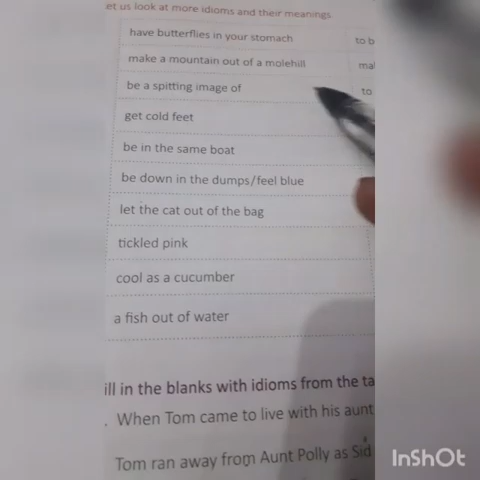 et us look at more idioms and their meanings
have butterflies in your stomach to b
make a mountain out of a molehill ma
be a spitting image of to
get cold feet
be in the same boat
be down in the dumps/feel blue
let the cat out of the bag
tickled pink
cool as a cucumber
a fish out of water
ill in the blanks with idioms from the ta
. When Tom came to live with his aunt
Tom ran away from Aunt Polly as Sid
InShOt